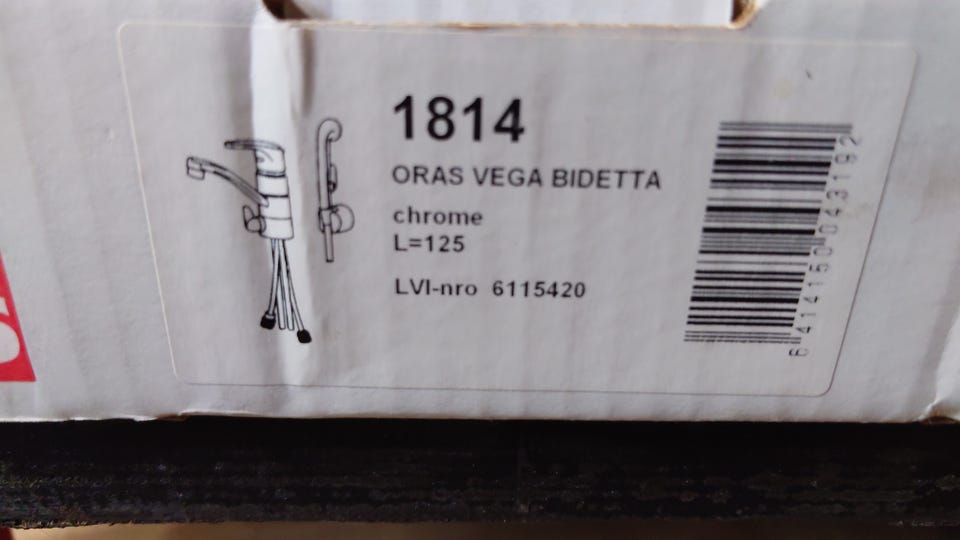 1814
ORAS VEGA BIDETTA
chrome
L=125
LVI-nro 6115420
6414150043192